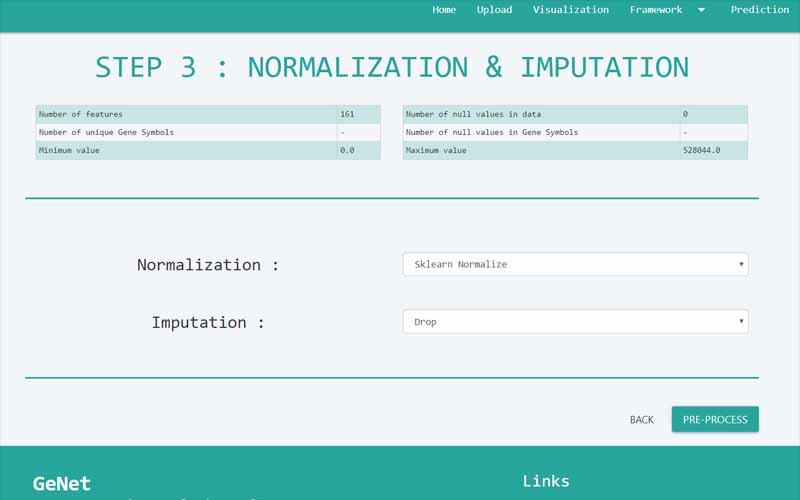 Home Upload Visualization Framework Prediction
STEP 3 : NORMALIZATION & IMPUTATION
Number of features 161
Number of unique Gene Symbols -
Minimum value 0.0
Number of null values in data 0
Number of null values in Gene Symbols -
Maximum value 528044.0
Normalization : Sklearn Normalize
Imputation : Drop
BACK PRE-PROCESS
GeNet
Links